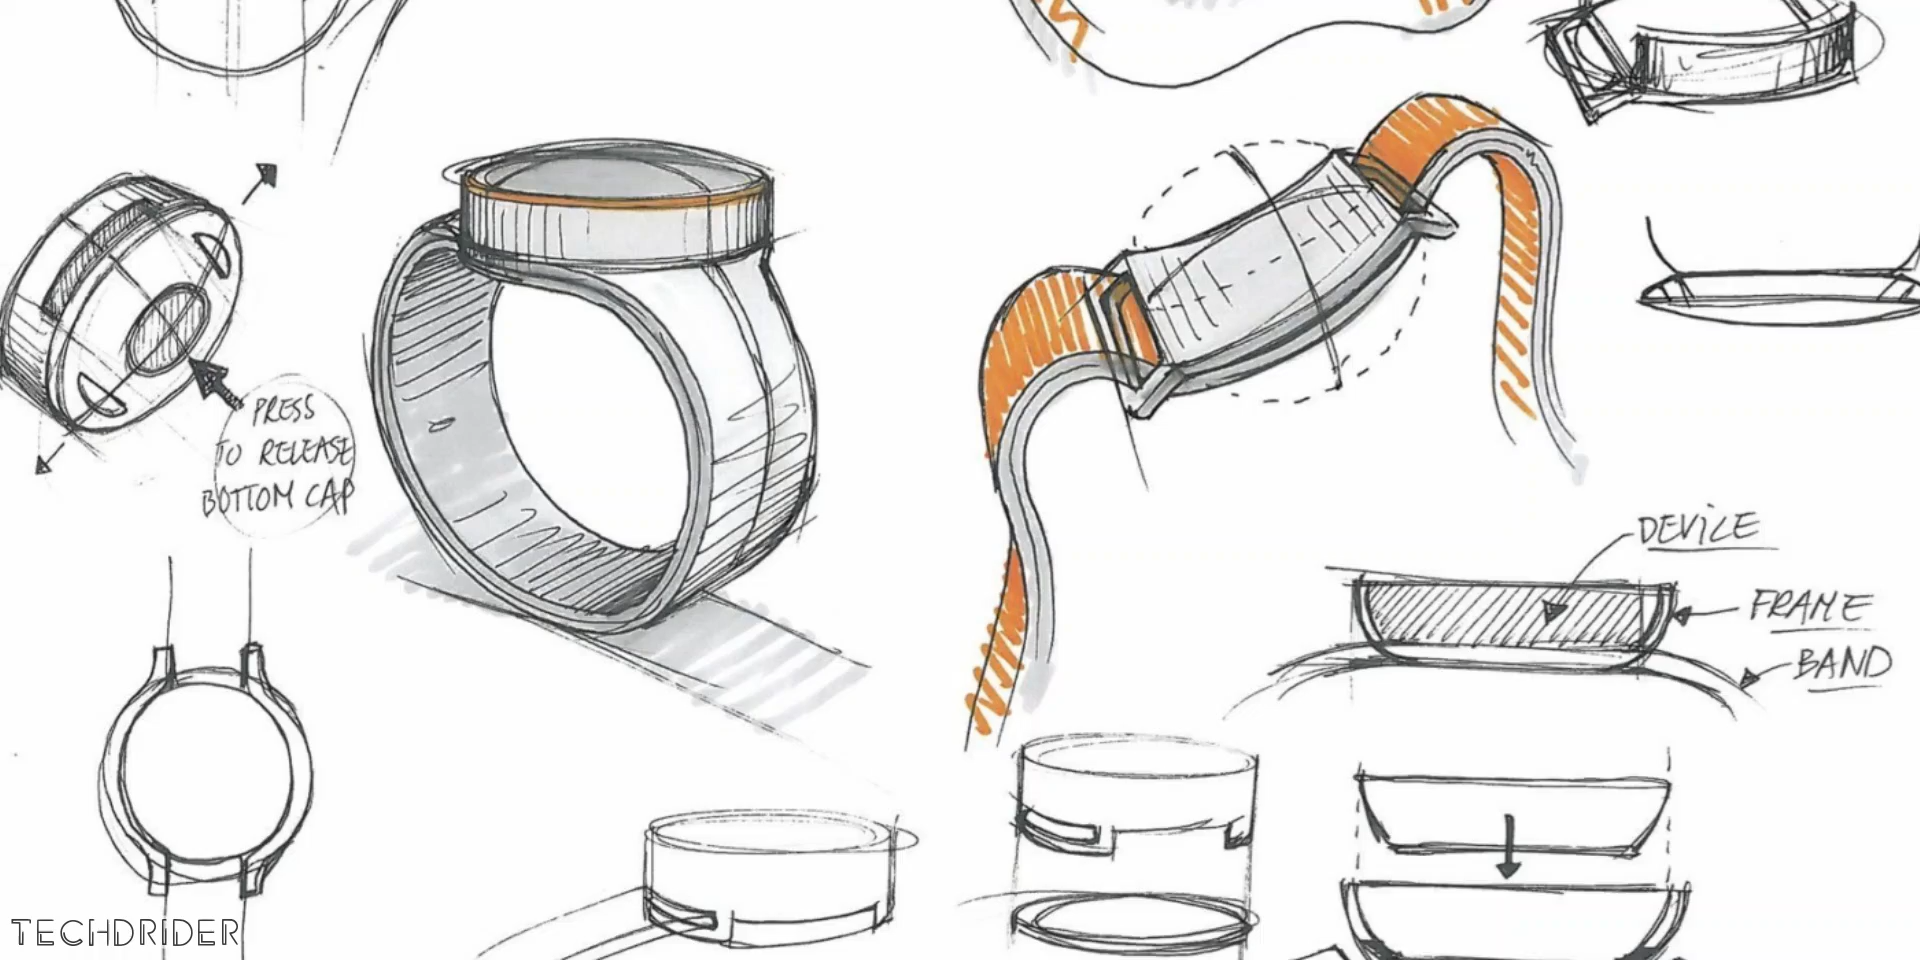 PRESS
TO RELEASE
BOTTOM CAP
DEVICE
FRAME
BAND
TECHDRIDER